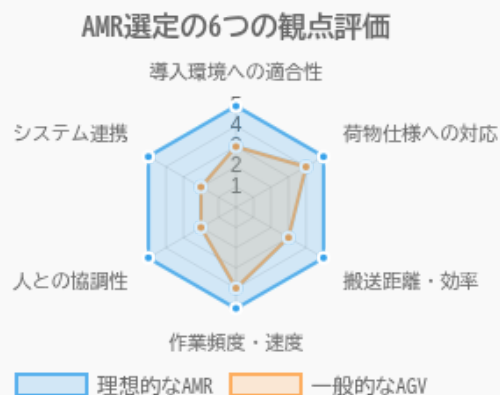 AMR選定の6つの観点評価
導入環境への適合性
5
4
3
2
1
システム連携
荷物仕様への対応
人との協調性
搬送距離・効率
作業頻度・速度
理想的なAMR
一般的なAGV